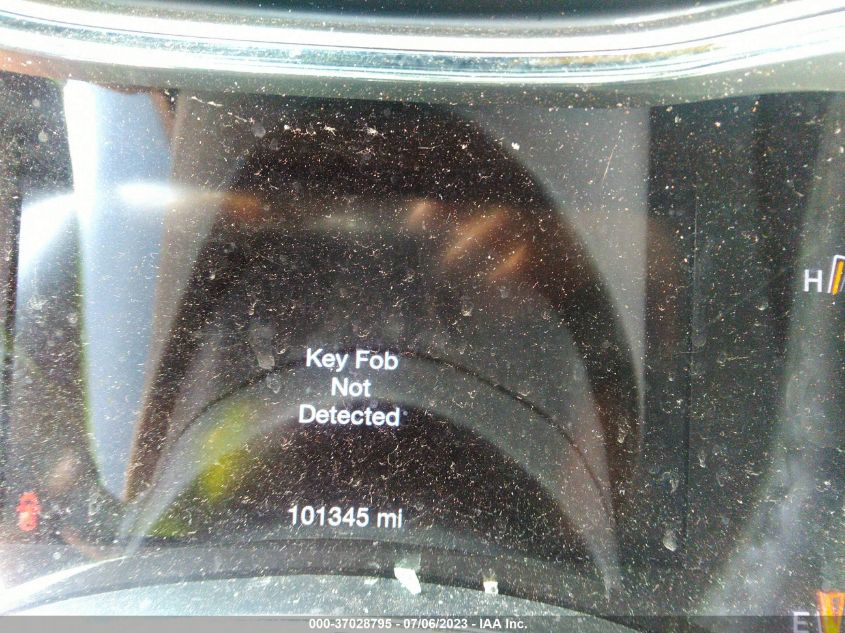 H
Key Fob
Not
Detected
101345 mi
E
000-37028795 - 07/06/2023 - IAA Inc.